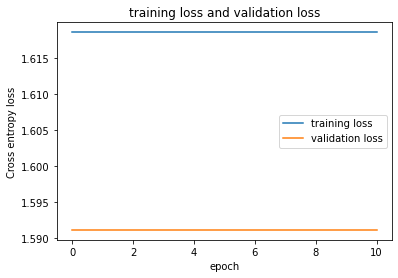 training loss and validation loss
Cross entropy loss
1.615
1.610
1.605
1.600
1.595
1.590
training loss
validation loss
0 2 4 6 8 10
epoch